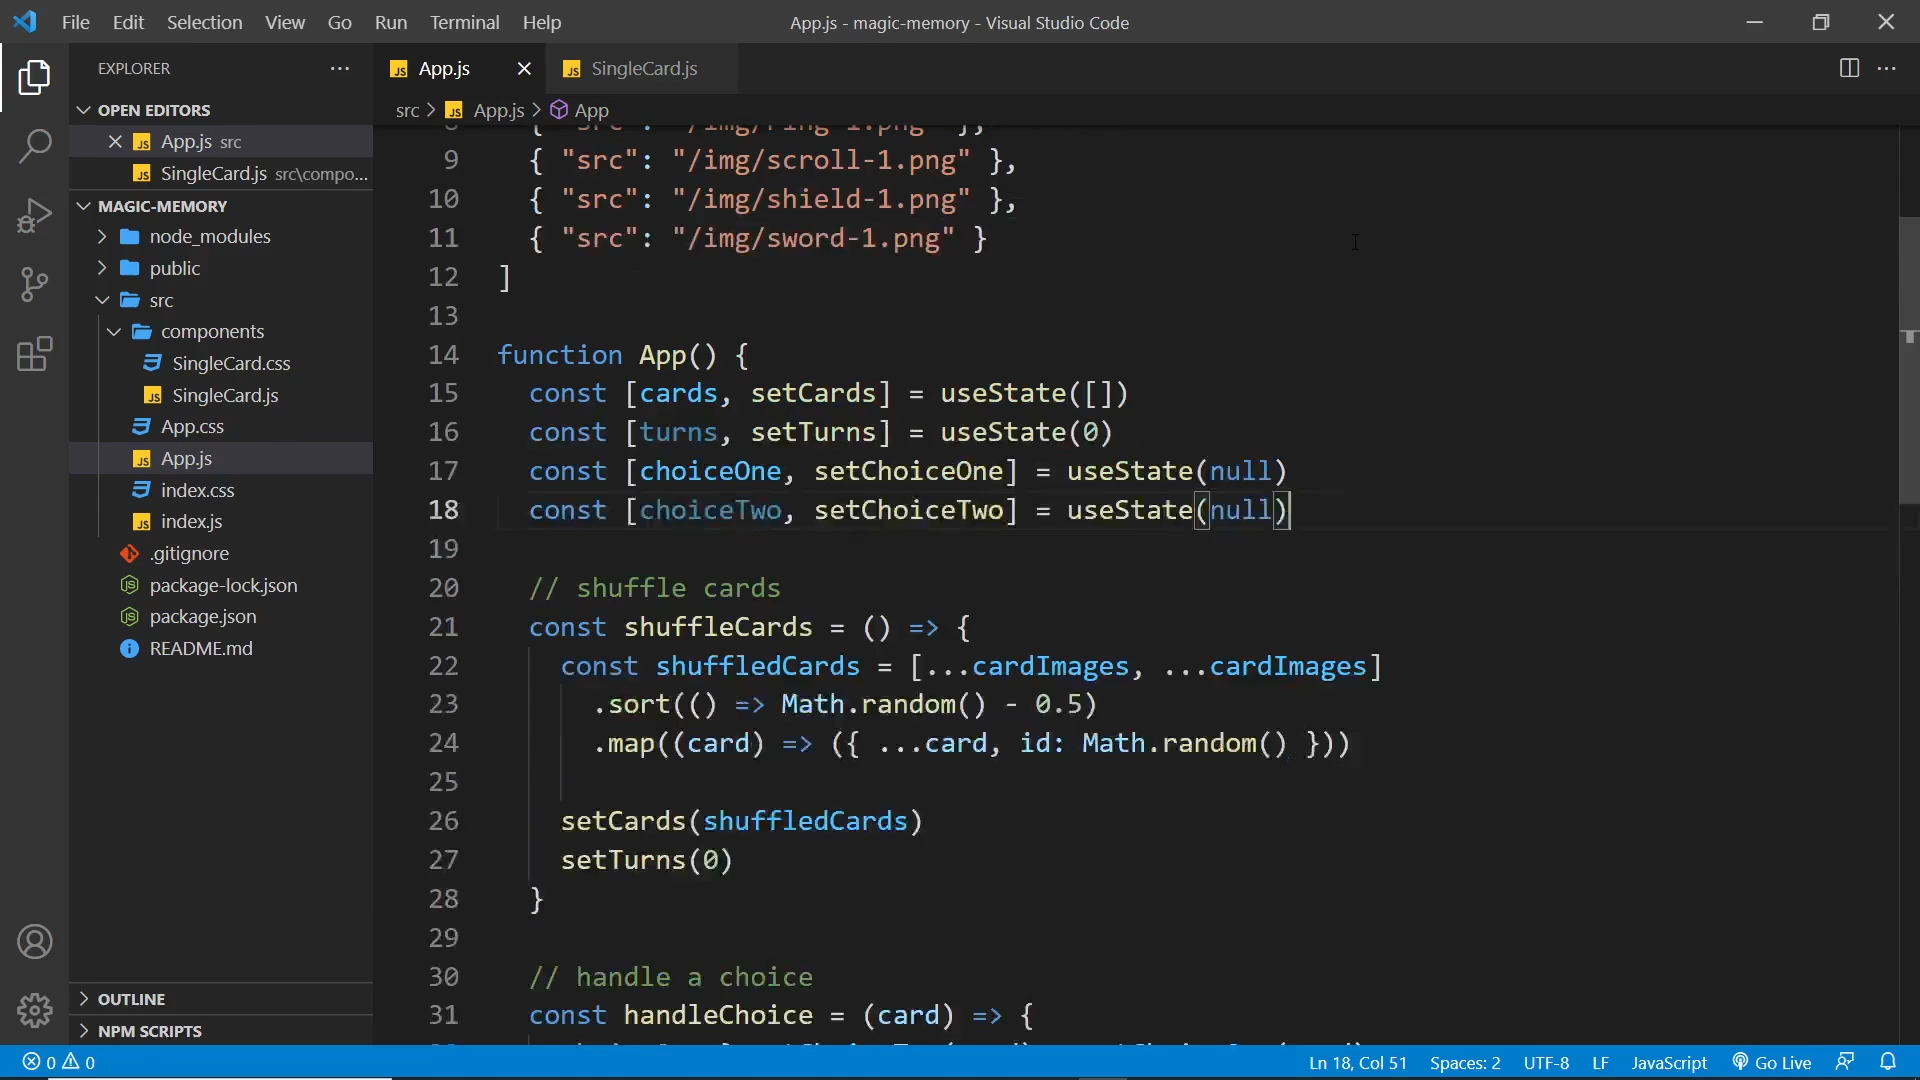 File Edit Selection View Go Run Terminal Help
App.js - magic-memory - Visual Studio Code
EXPLORER
OPEN EDITORS
App.js src
SingleCard.js src\compo...
MAGIC-MEMORY
node_modules
public
src
components
SingleCard.css
SingleCard.js
App.css
App.js
index.css
index.js
.gitignore
package-lock.json
package.json
README.md
OUTLINE
NPM SCRIPTS
App.js
SingleCard.js
src > App.js > App
8 { "src": "/img/ring-1.png" },
9 { "src": "/img/scroll-1.png" },
10 { "src": "/img/shield-1.png" },
11 { "src": "/img/sword-1.png" }
12 ]
13
14 function App() {
15 const [cards, setCards] = useState([])
16 const [turns, setTurns] = useState(0)
17 const [choiceOne, setChoiceOne] = useState(null)
18 const [choiceTwo, setChoiceTwo] = useState(null)
19
20 // shuffle cards
21 const shuffleCards = () => {
22 const shuffledCards = [...cardImages, ...cardImages]
23 .sort(() => Math.random() - 0.5)
24 .map((card) => ({ ...card, id: Math.random() }))
25
26 setCards(shuffledCards)
27 setTurns(0)
28 }
29
30 // handle a choice
31 const handleChoice = (card) => {
0 0
Ln 18, Col 51 Spaces: 2 UTF-8 LF JavaScript Go Live